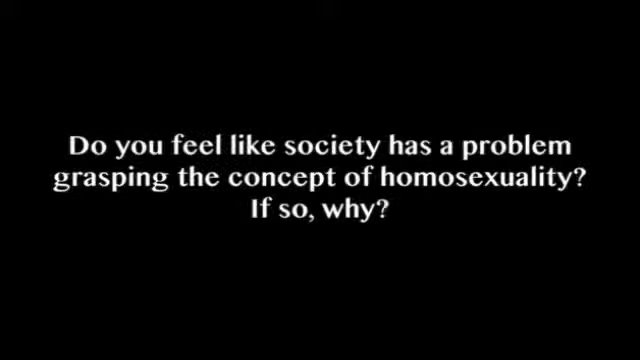 Do you feel like society has a problem
grasping the concept of homosexuality?
If so, why?